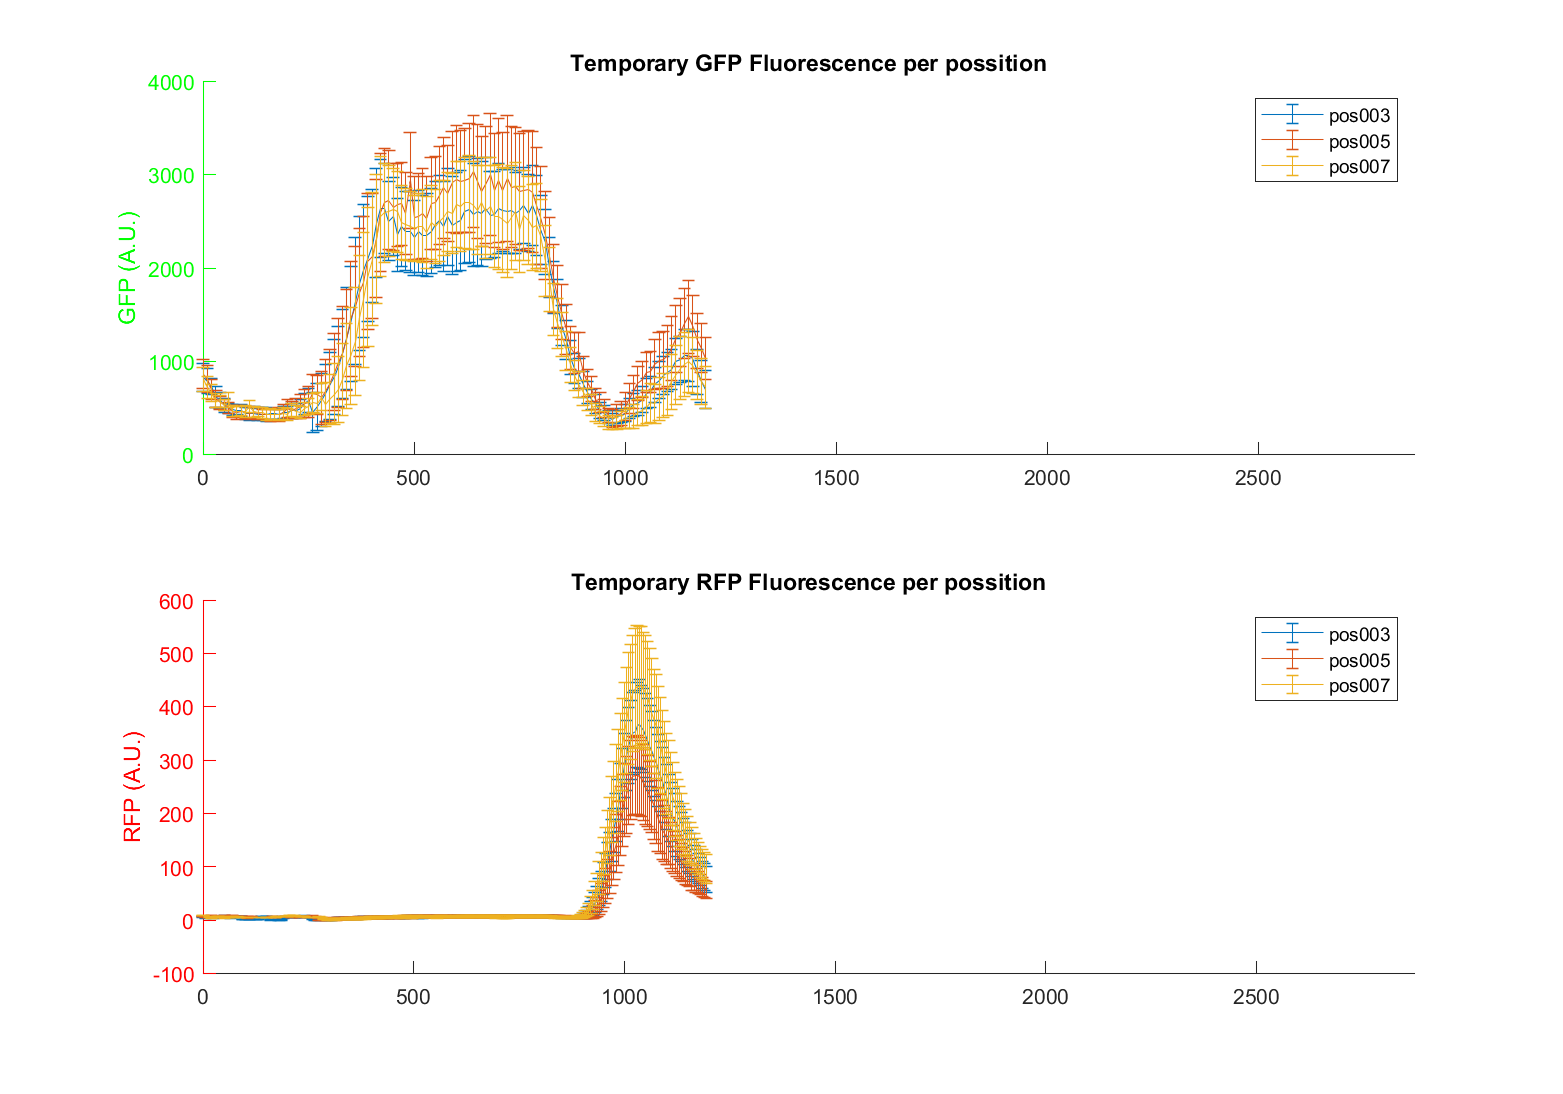 Temporary GFP Fluorescence per possition
4000
3000
2000
1000
0
GFP (A.U.)
pos003
pos005
pos007
0 500 1000 1500 2000 2500
Temporary RFP Fluorescence per possition
600
500
400
300
200
100
0
-100
RFP (A.U.)
pos003
pos005
pos007
0 500 1000 1500 2000 2500